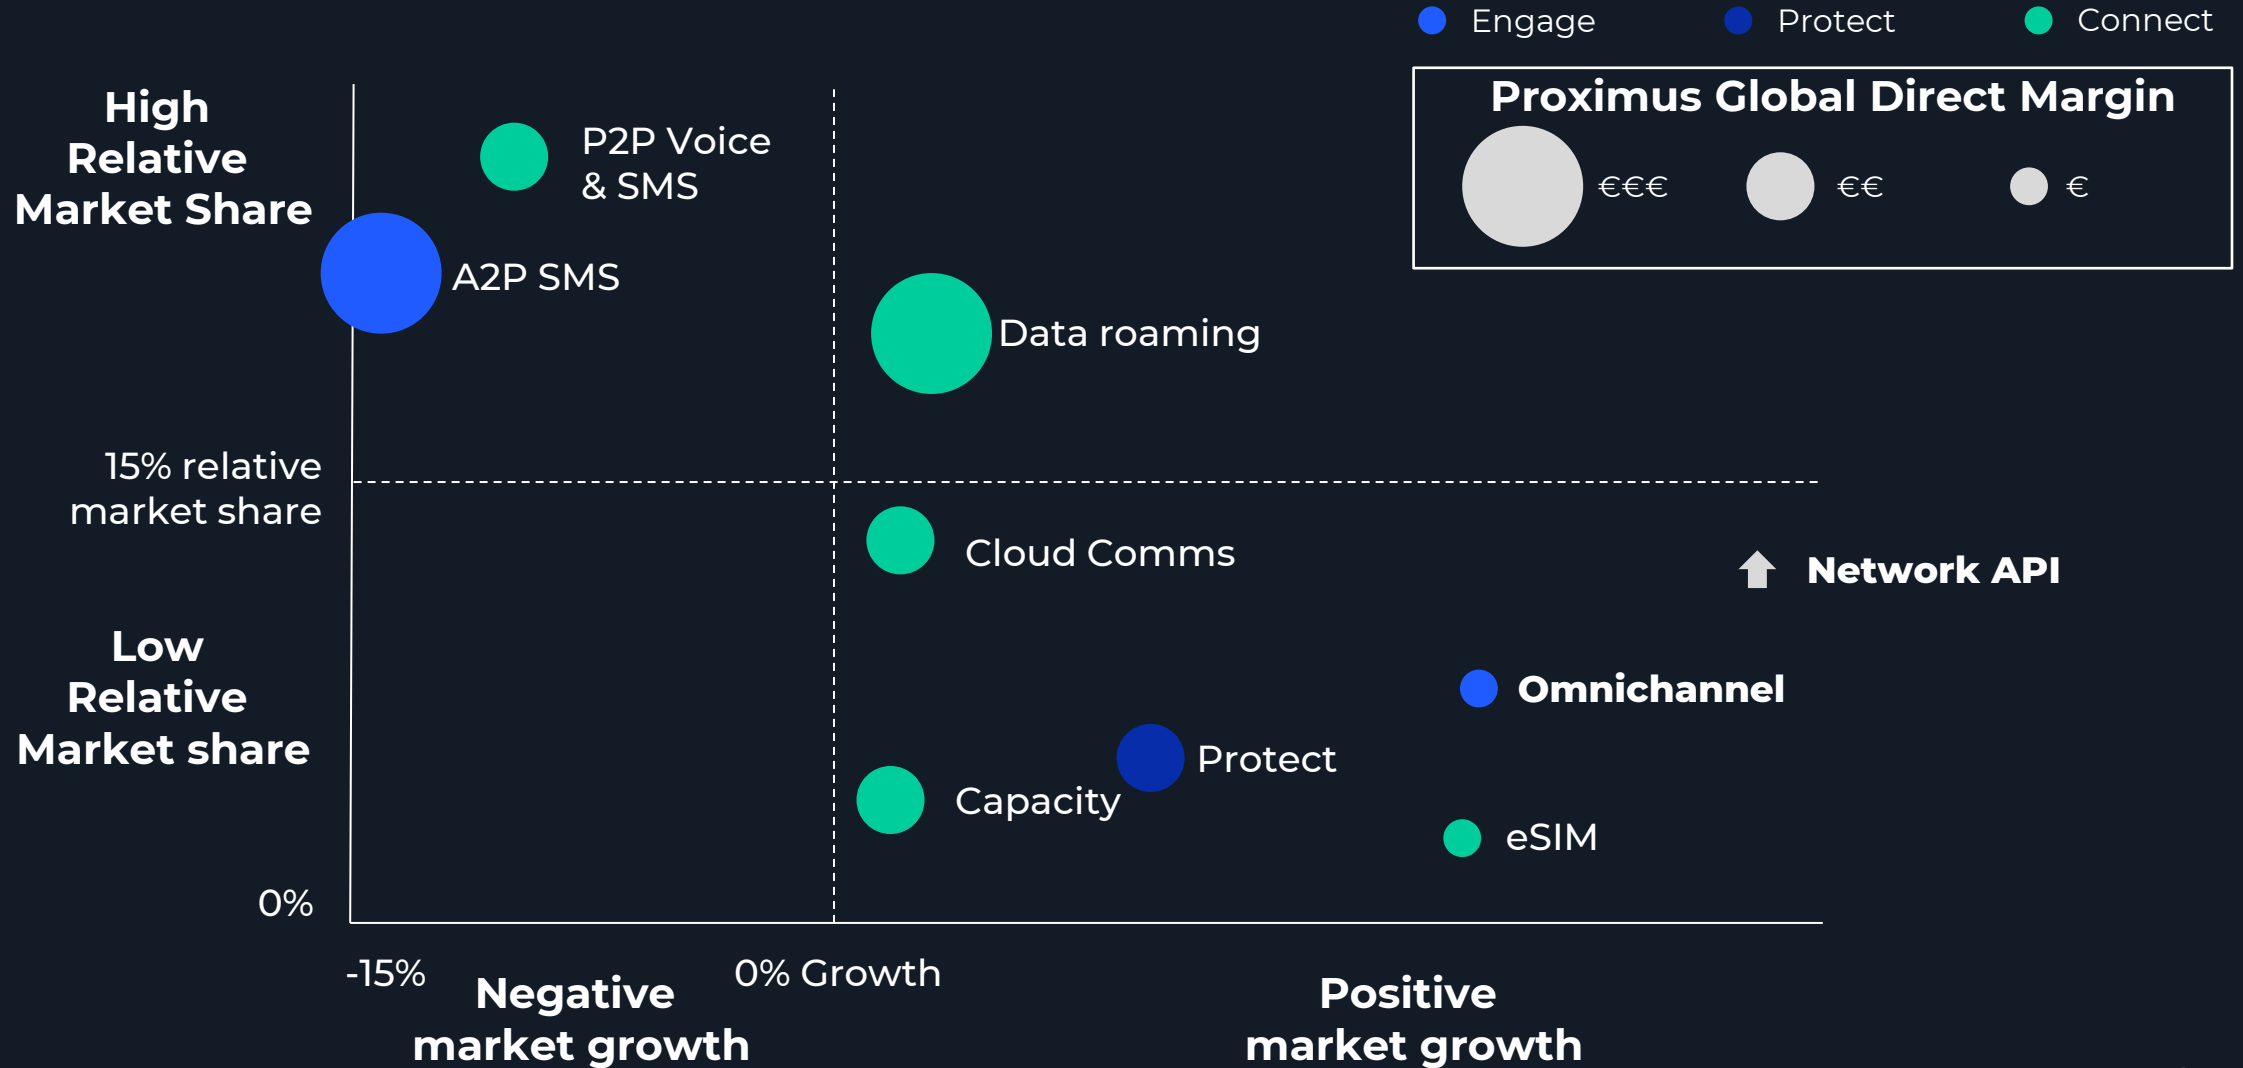 Engage
Protect
Connect
Proximus Global Direct Margin
€€€
€€
€
High
Relative
Market Share
P2P Voice
& SMS
A2P SMS
Data roaming
15% relative
market share
Cloud Comms
Network API
Low
Relative
Market share
Omnichannel
Protect
Capacity
eSIM
0%
-15%
0% Growth
Negative
market growth
Positive
market growth